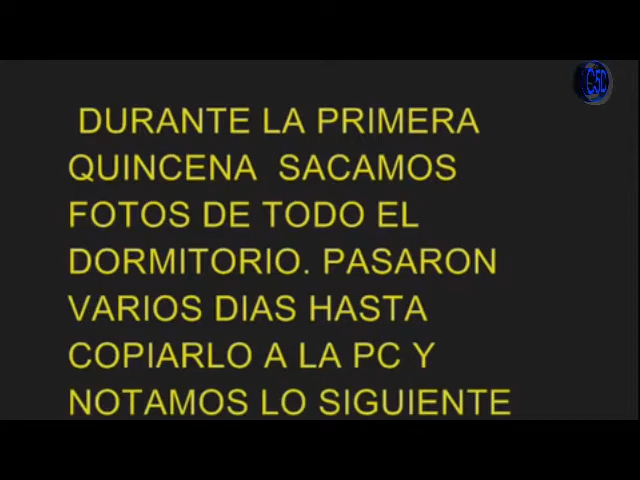 C5D
DURANTE LA PRIMERA
QUINCENA SACAMOS
FOTOS DE TODO EL
DORMITORIO. PASARON
VARIOS DIAS HASTA
COPIARLO A LA PC Y
NOTAMOS LO SIGUIENTE